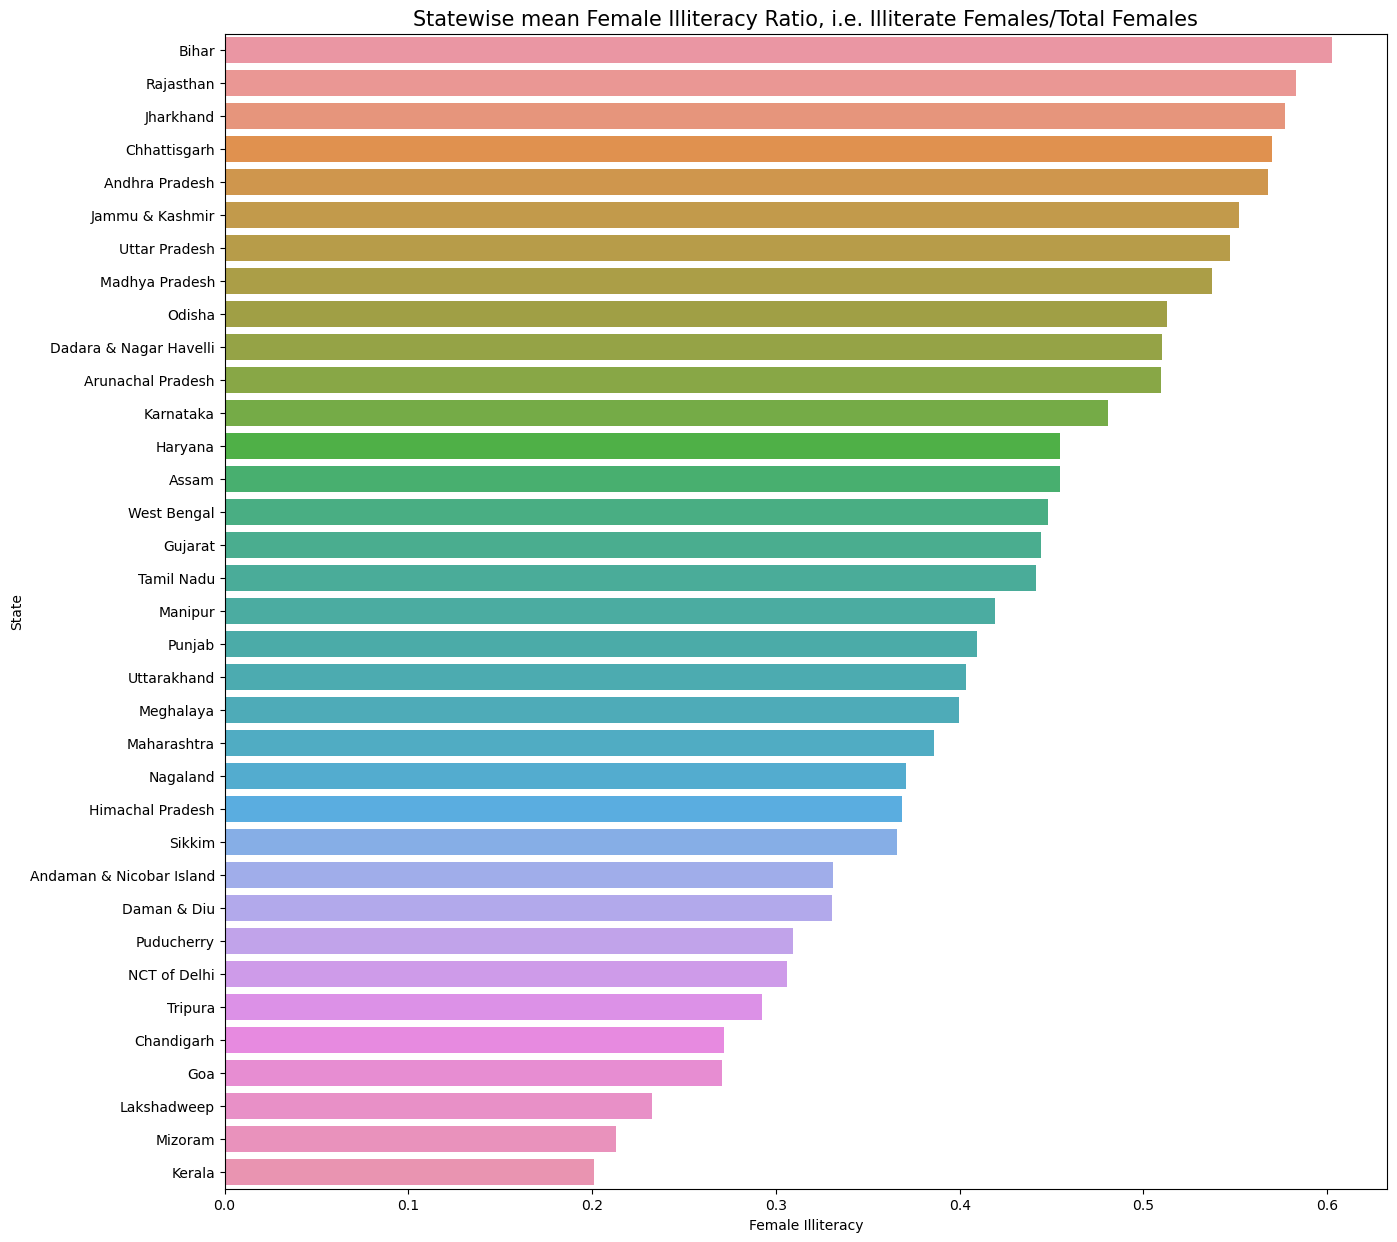 Statewise mean Female Illiteracy Ratio, i.e. Illiterate Females/Total Females
Bihar
Rajasthan
Jharkhand
Chhattisgarh
Andhra Pradesh
Jammu & Kashmir
Uttar Pradesh
Madhya Pradesh
Odisha
Dadara & Nagar Havelli
Arunachal Pradesh
Karnataka
Haryana
Assam
West Bengal
Gujarat
Tamil Nadu
Manipur
Punjab
Uttarakhand
Meghalaya
Maharashtra
Nagaland
Himachal Pradesh
Sikkim
Andaman & Nicobar Island
Daman & Diu
Puducherry
NCT of Delhi
Tripura
Chandigarh
Goa
Lakshadweep
Mizoram
Kerala
State
0.0 0.1 0.2 0.3 0.4 0.5 0.6
Female Illiteracy